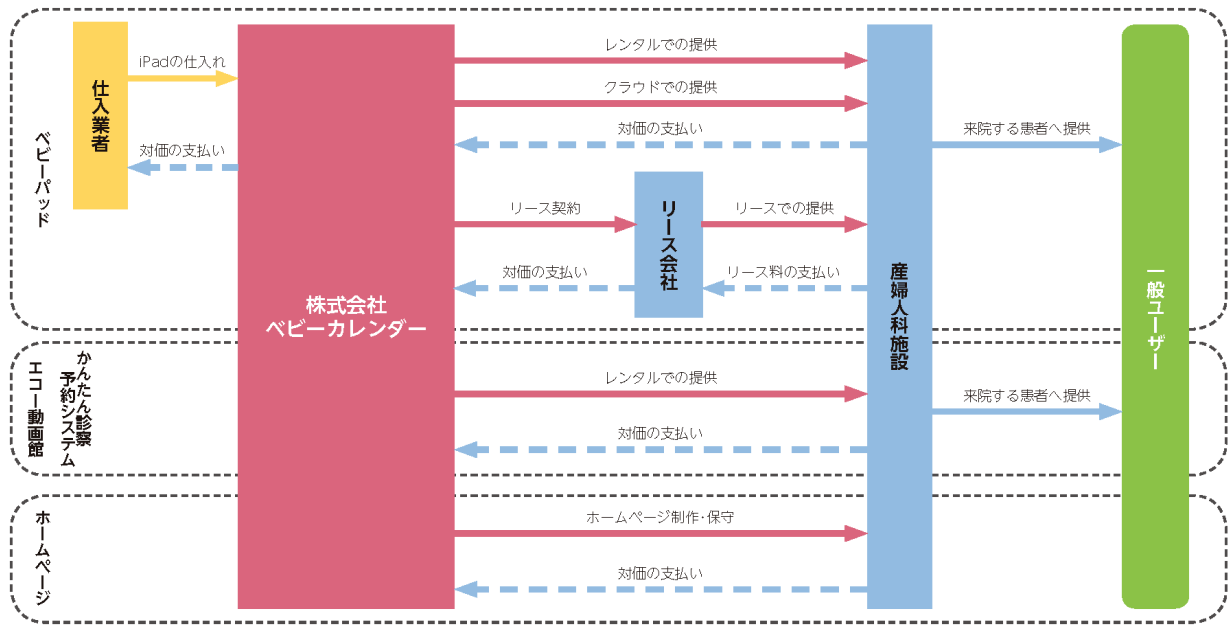 ベビーパッド
仕入業者
iPadの仕入れ
対価の支払い
株式会社
ベビーカレンダー
レンタルでの提供
クラウドでの提供
対価の支払い
リース契約
対価の支払い
リース会社
リースでの提供
リース料の支払い
産婦人科施設
来院する患者へ提供
一般ユーザー
かんたん診察
予約システム
エコー動画館
レンタルでの提供
対価の支払い
来院する患者へ提供
ホームページ
ホームページ制作・保守
対価の支払い